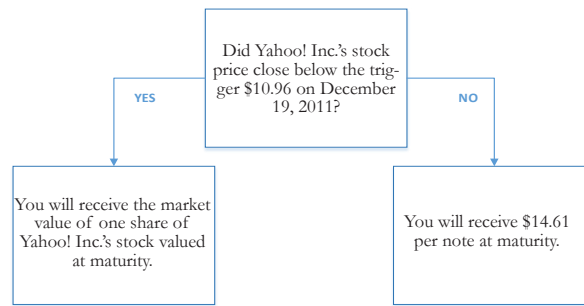 Did Yahoo! Inc.'s stock
price close below the trig-
ger $10.96 on December
19, 2011?
YES
NO
You will receive the market
value of one share of
Yahoo! Inc.'s stock valued
at maturity.
You will receive $14.61
per note at maturity.